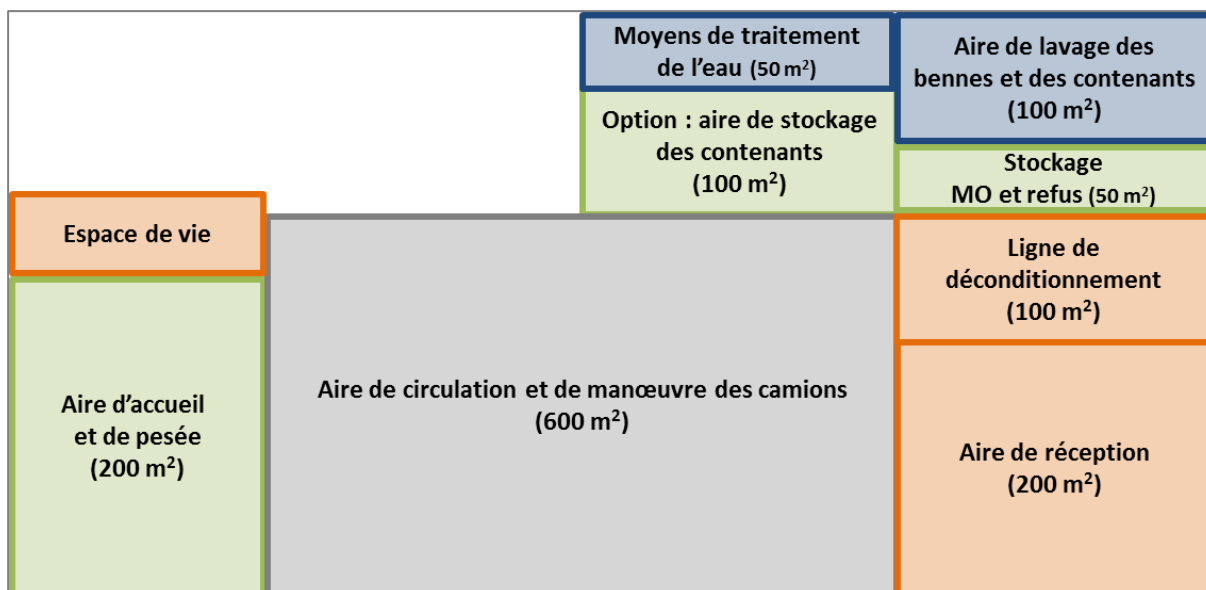 Moyens de traitement
de l’eau (50 m²)
Aire de lavage des
bennes et des contenants
(100 m²)
Option : aire de stockage
des contenants
(100 m²)
Stockage
MO et refus (50 m²)
Espace de vie
Ligne de
déconditionnement
(100 m²)
Aire d’accueil
et de pesée
(200 m²)
Aire de circulation et de manœuvre des camions
(600 m²)
Aire de réception
(200 m²)